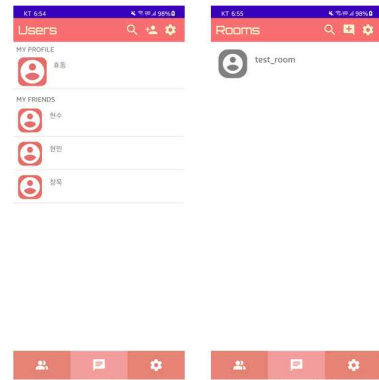 KT 6:54 98%
Users
MY PROFILE
효동
MY FRIENDS
현수
현민
창욱
KT 6:55 98%
Rooms
test_room